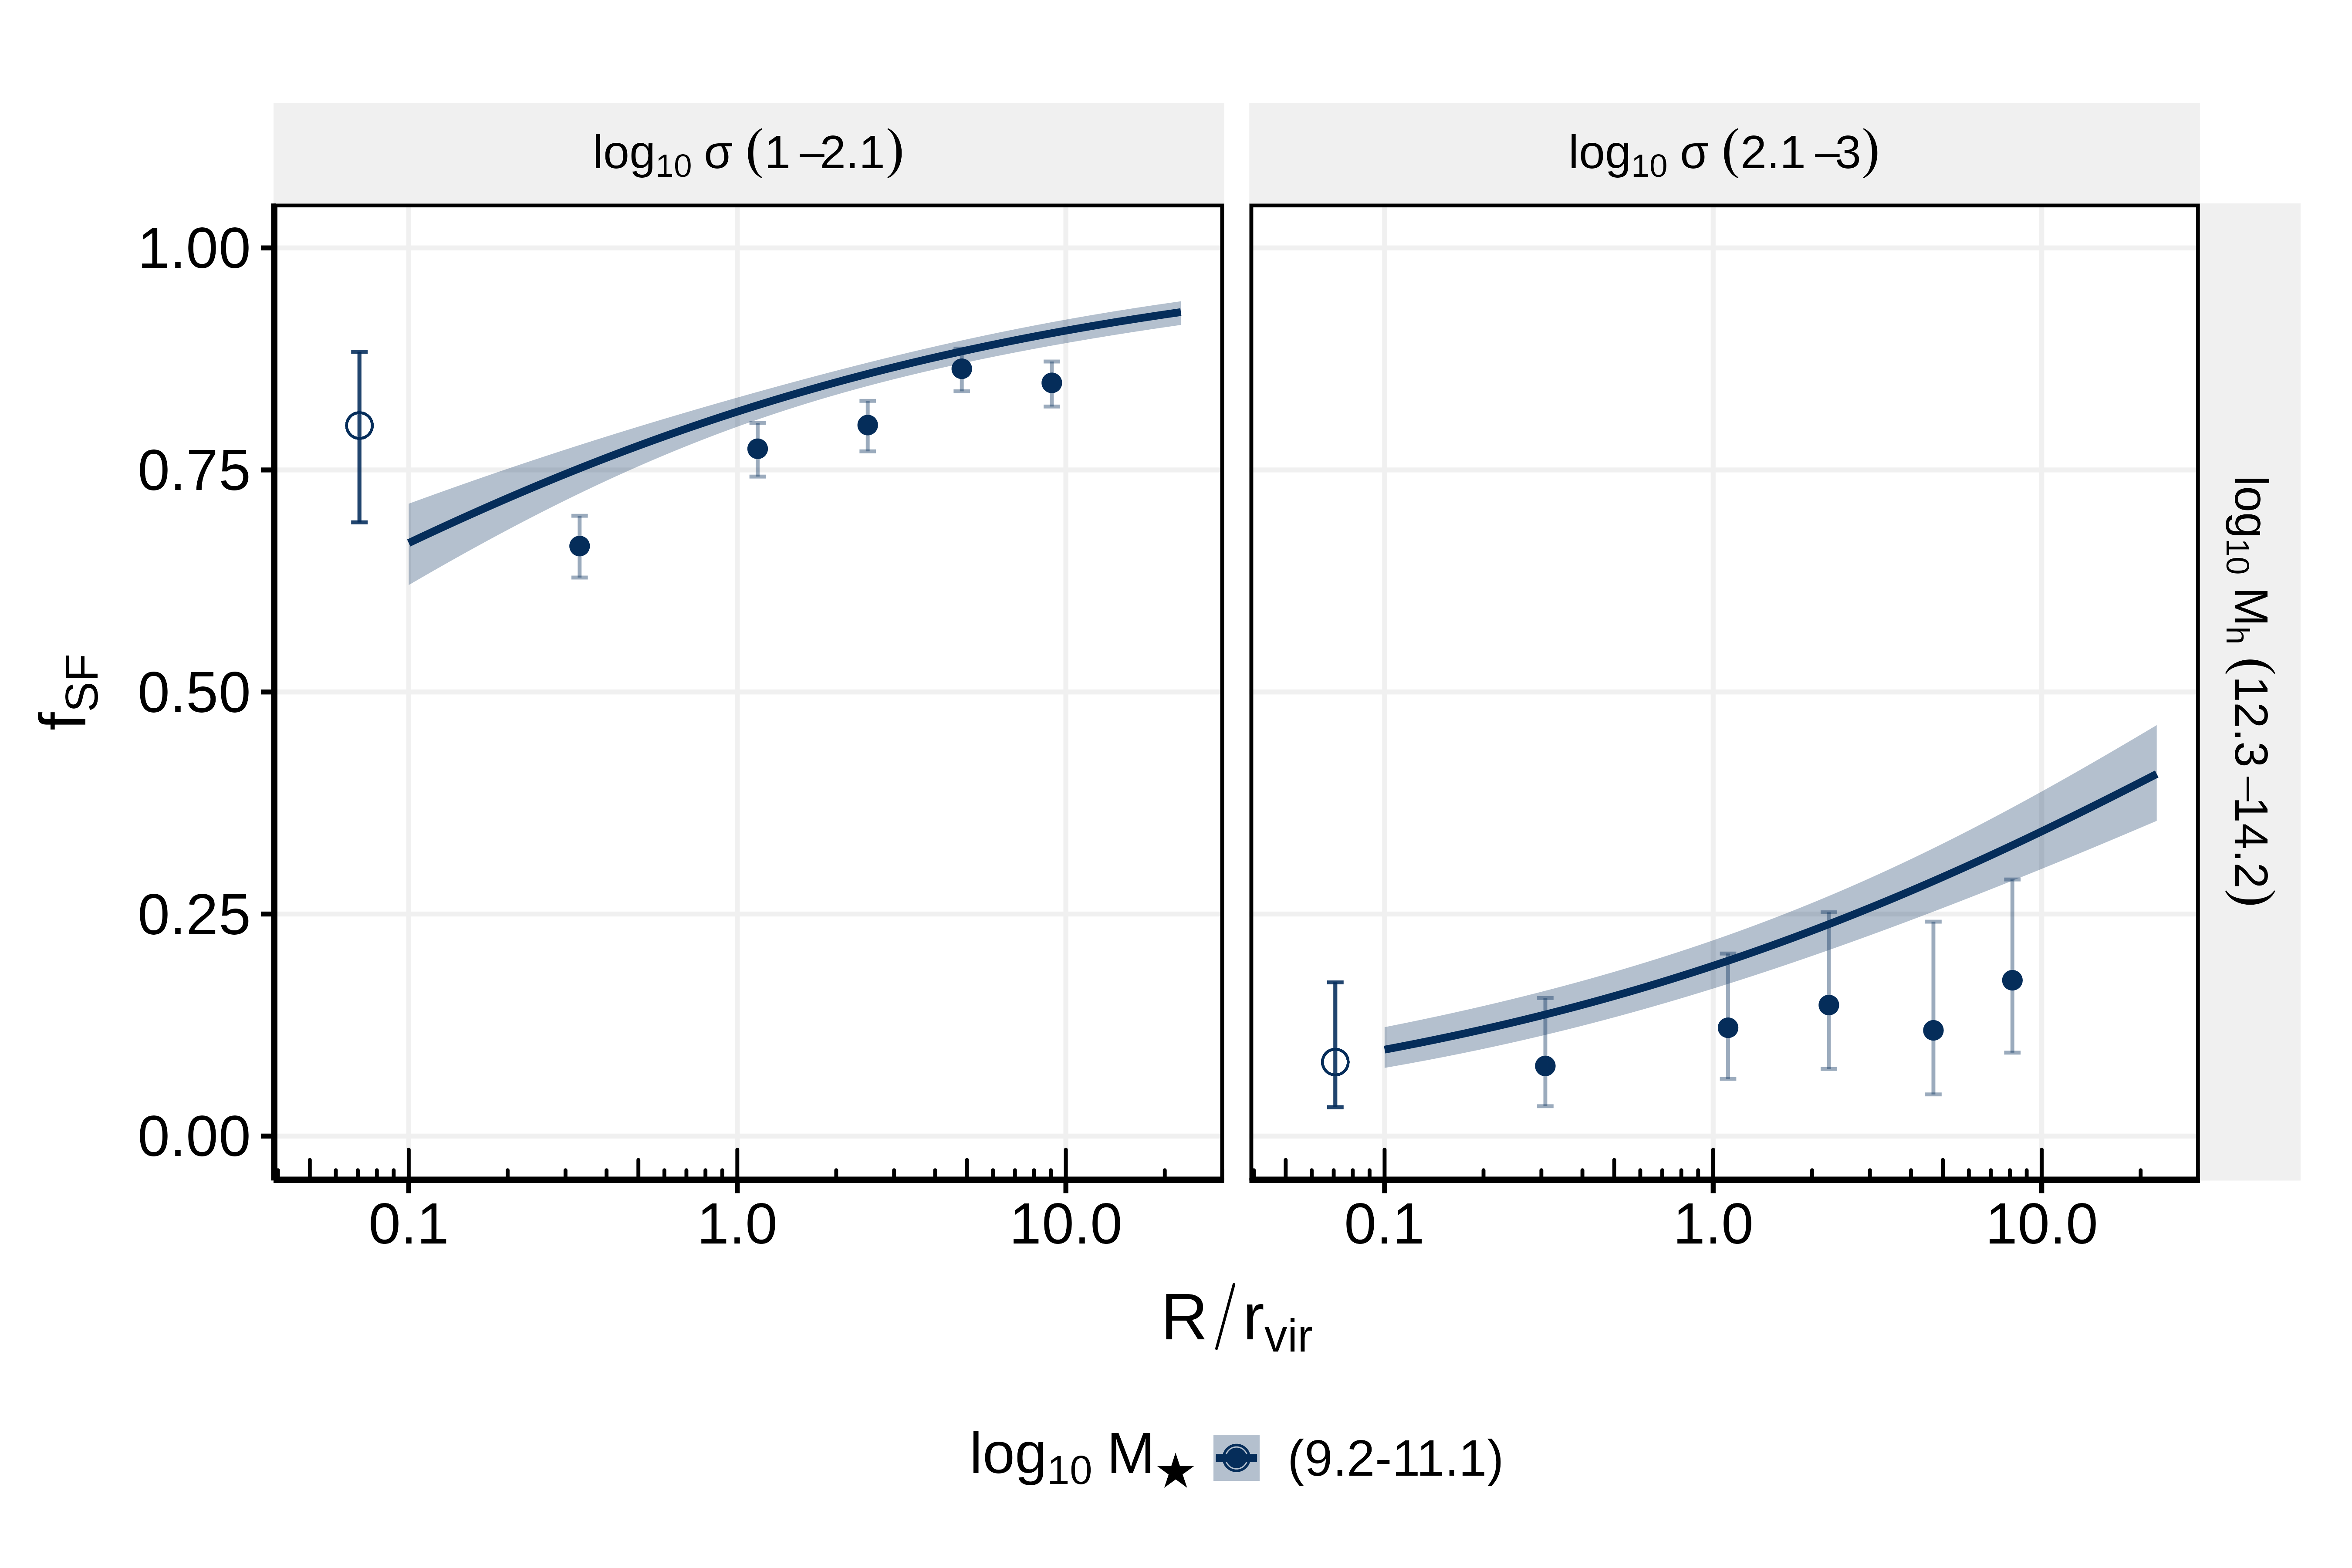 log10 σ (1–2.1)
log10 σ (2.1–3)
1.00
0.75
0.50
0.25
0.00
fSF
log10 Mh (12.3–14.2)
0.1 1.0 10.0 0.1 1.0 10.0
R/rvir
log10 M★ (9.2-11.1)